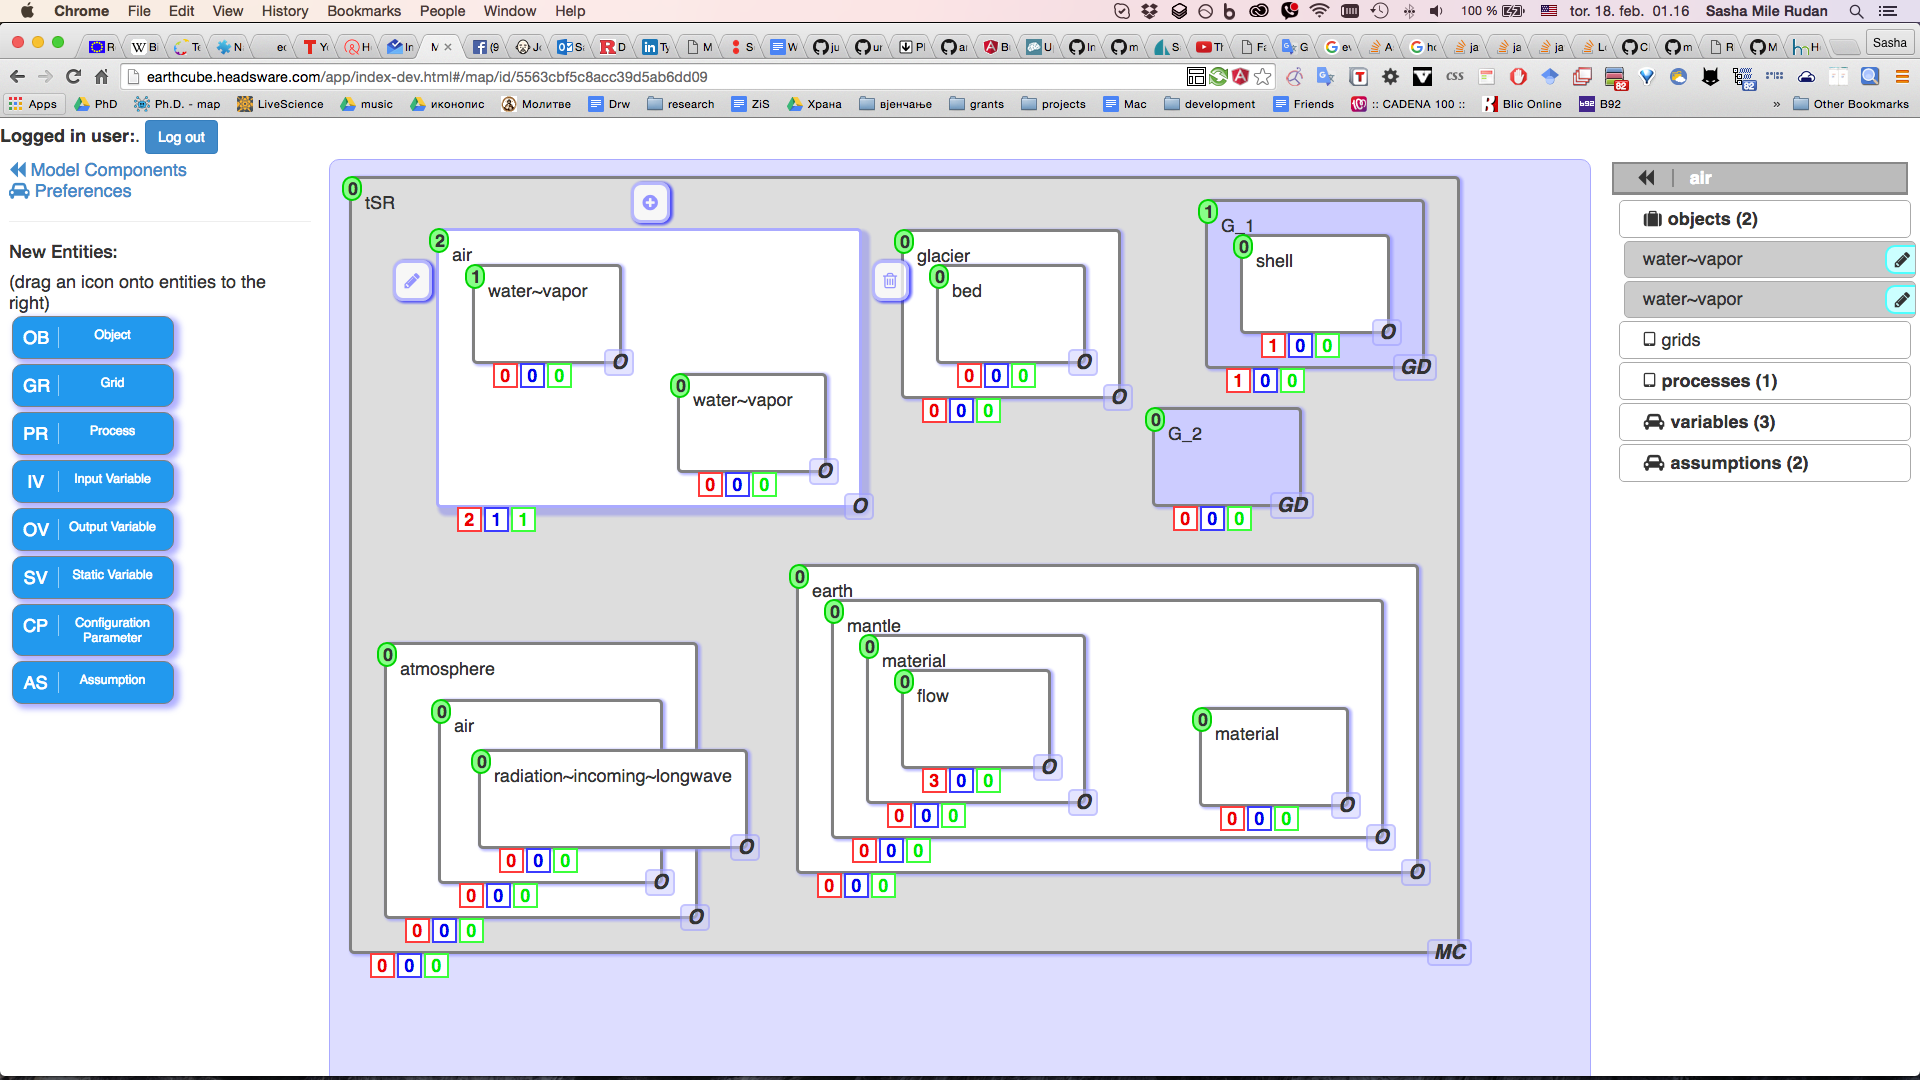 Chrome File Edit View History Bookmarks People Window Help 100 % tor. 18. feb. 01.16 Sasha Mile Rudan
Sasha
earthcube.headsware.com/app/index-dev.html#/map/id/5563cbf5c8acc39d5ab6dd09
Apps PhD Ph.D. - map LiveScience music иконопис Молитве Drw research ZiS Храна вјенчање grants projects Mac development Friends :: CADENA 100 :: Blic Online B92 » Other Bookmarks
Logged in user:. Log out
Model Components
Preferences
New Entities:
(drag an icon onto entities to the
right)
OB Object
GR Grid
PR Process
IV Input Variable
OV Output Variable
SV Static Variable
CP Configuration
Parameter
AS Assumption
0
tSR
2
air
1
water~vapor
O
0 0 0
0
water~vapor
O
0 0 0
O
2 1 1
0
glacier
0
bed
O
0 0 0
O
0 0 0
1
G_1
0
shell
O
1 0 0
GD
1 0 0
0
G_2
GD
0 0 0
0
atmosphere
0
air
0
radiation~incoming~longwave
O
0 0 0
O
0 0 0
O
0 0 0
0
earth
0
mantle
0
material
0
flow
O
3 0 0
O
0 0 0
0
material
O
0 0 0
O
0 0 0
O
0 0 0
MC
0 0 0
air
objects (2)
water~vapor
water~vapor
grids
processes (1)
variables (3)
assumptions (2)